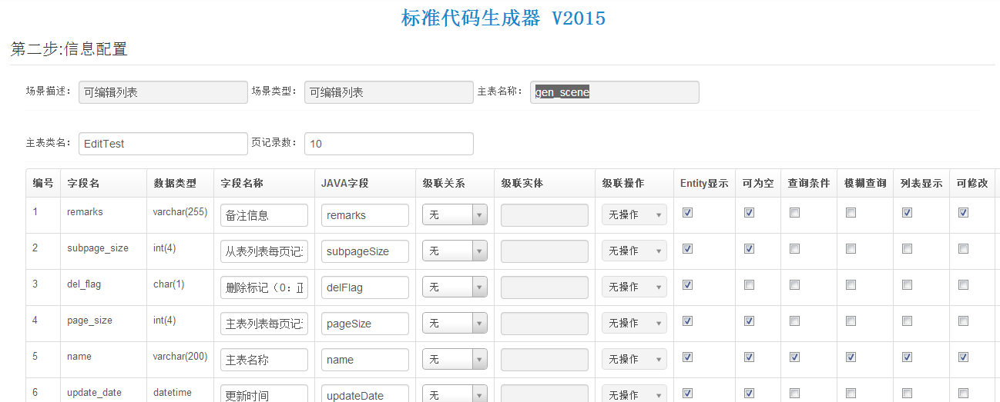 标准代码生成器 V2015
第二步:信息配置
场景描述: 可编辑列表 场景类型: 可编辑列表 主表名称: gen_scene
主表类名: EditTest 页记录数: 10
编号 字段名 数据类型 字段名称 JAVA字段 级联关系 级联实体 级联操作 Entity显示 可为空 查询条件 模糊查询 列表显示 可修改
1 remarks varchar(255) 备注信息 remarks 无 无操作
2 subpage_size int(4) 从表列表每页记 subpageSize 无 无操作
3 del_flag char(1) 删除标记（0：正 delFlag 无 无操作
4 page_size int(4) 主表列表每页记 pageSize 无 无操作
5 name varchar(200) 主表名称 name 无 无操作
6 update_date datetime 更新时间 updateDate 无 无操作